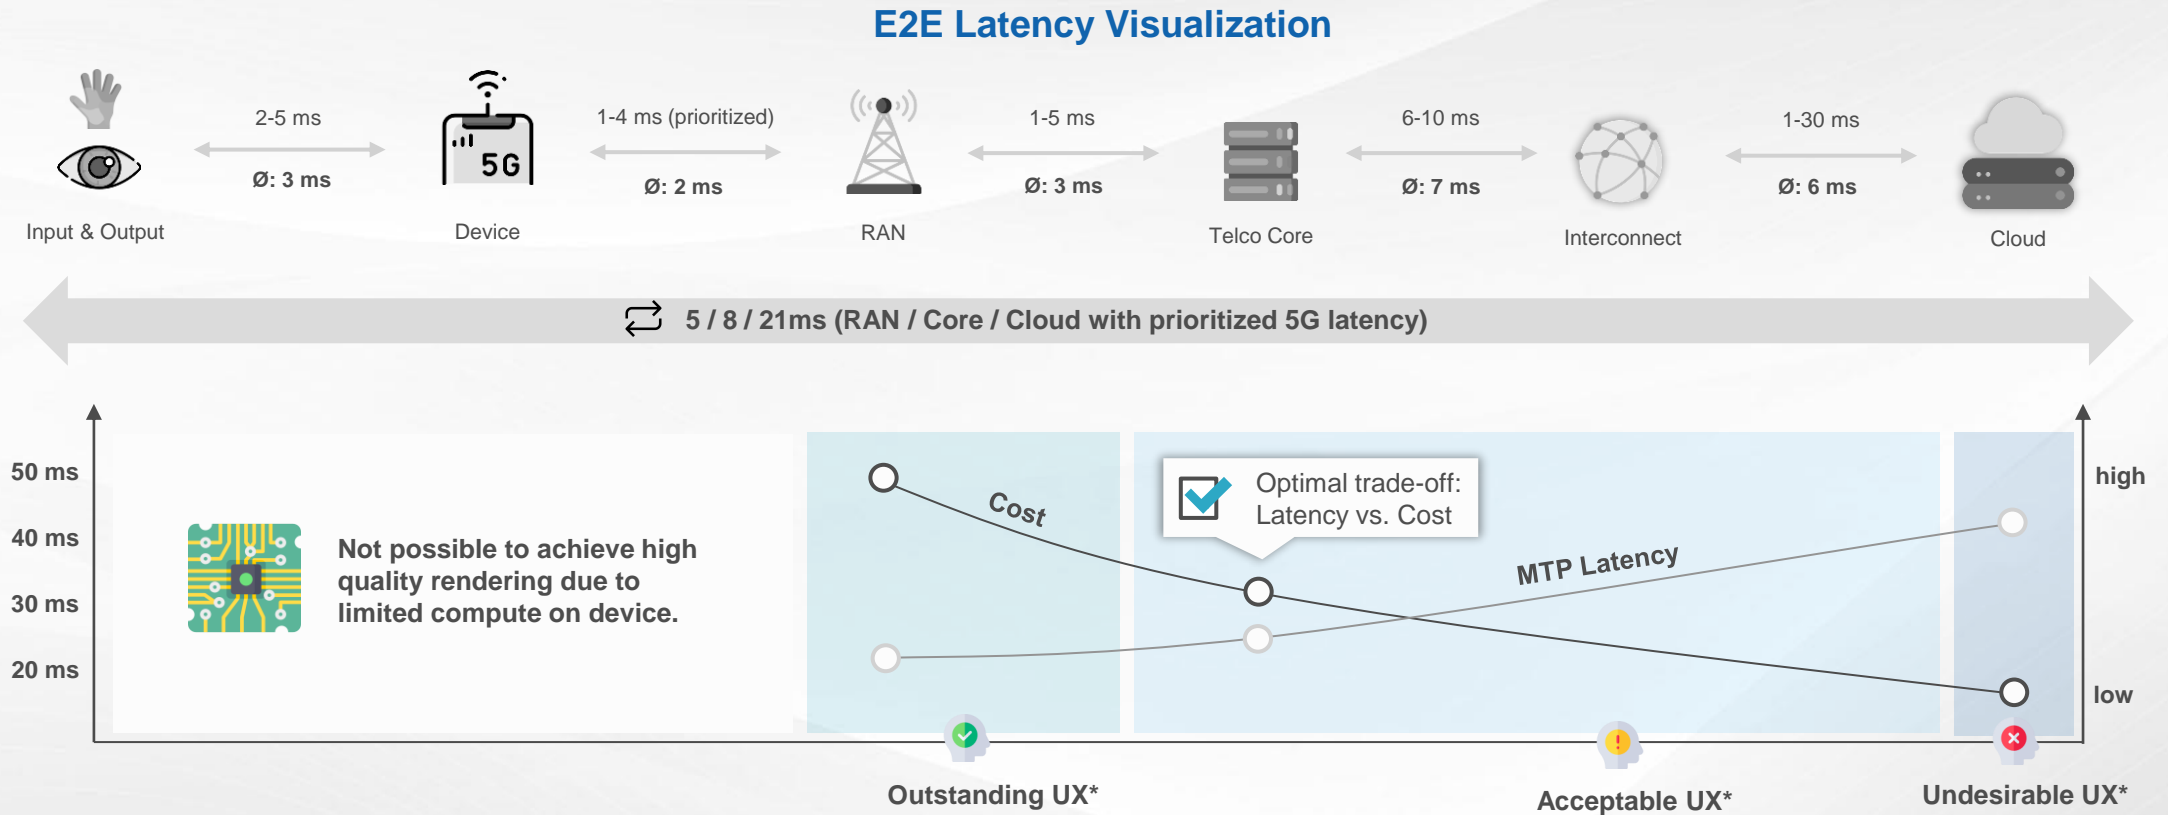 E2E Latency Visualization
2-5 ms
Ø: 3 ms
1-4 ms (prioritized)
Ø: 2 ms
1-5 ms
Ø: 3 ms
6-10 ms
Ø: 7 ms
1-30 ms
Ø: 6 ms
5G
Input & Output
Device
RAN
Telco Core
Interconnect
Cloud
5 / 8 / 21ms (RAN / Core / Cloud with prioritized 5G latency)
50 ms
40 ms
30 ms
20 ms
Not possible to achieve high
quality rendering due to
limited compute on device.
Cost
Optimal trade-off:
Latency vs. Cost
MTP Latency
high
low
Outstanding UX*
Acceptable UX*
Undesirable UX*